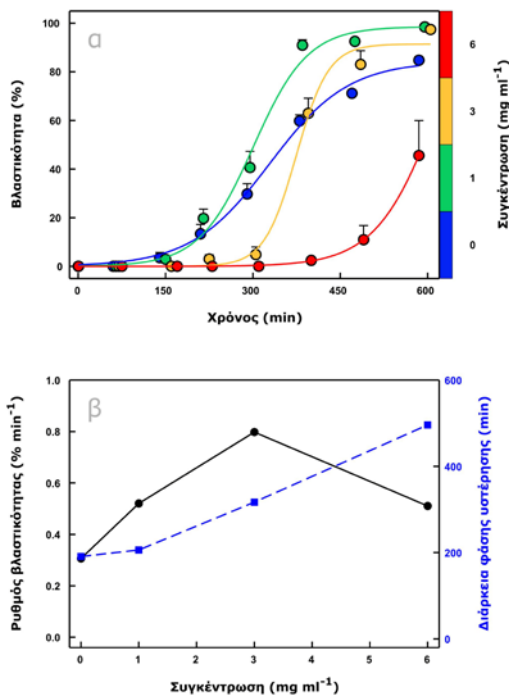 α
100
80
60
40
20
0
Βλαστικότητα (%)
0 150 300 450 600
Χρόνος (min)
6
3
1
0
Συγκέντρωση (mg ml⁻¹)
β
1.0
0.8
0.6
0.4
0.2
0.0
Ρυθμός βλαστικότητας (% min⁻¹)
600
400
200
0
Διάρκεια φάσης υστέρησης (min)
0 1 2 3 4 5 6
Συγκέντρωση (mg ml⁻¹)